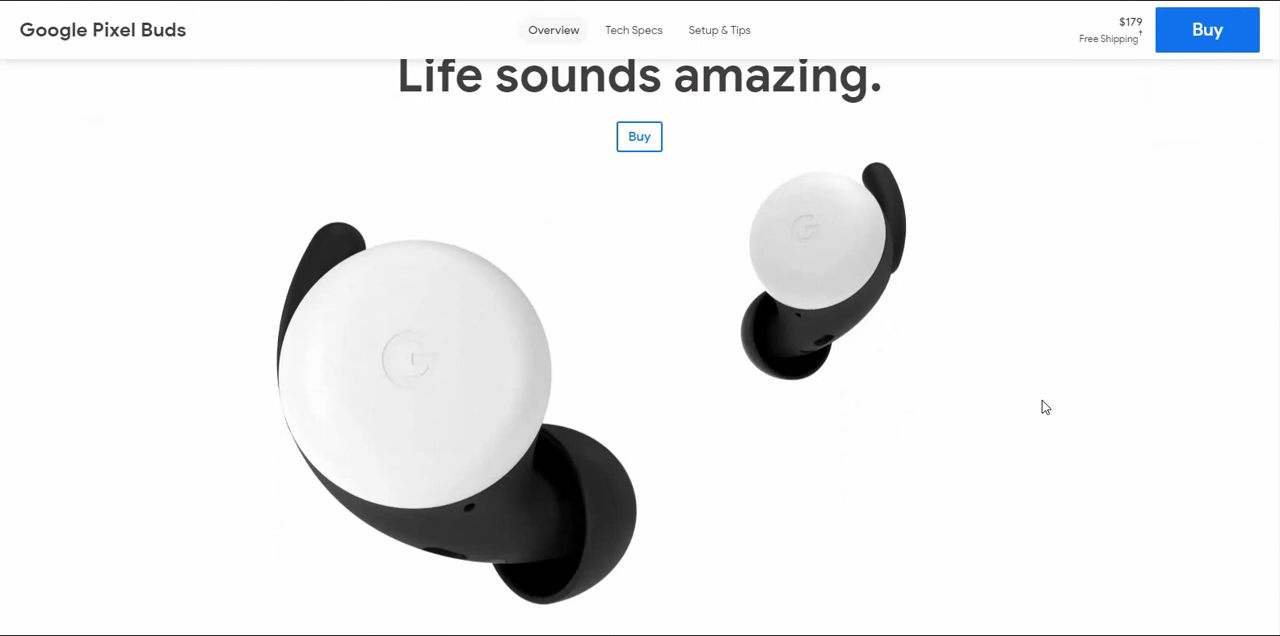 Google Pixel Buds
Overview
Tech Specs
Setup & Tips
$179
Free Shipping†
Buy
Life sounds amazing.
Buy
G
G